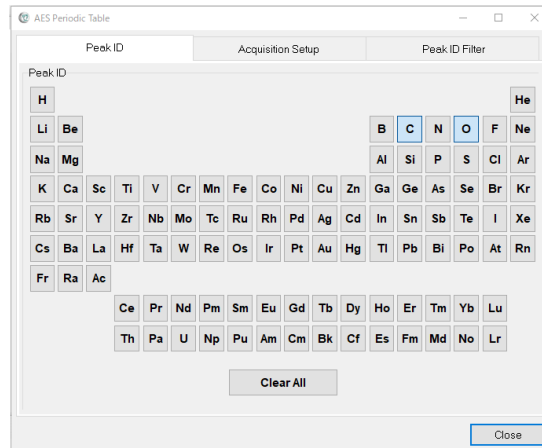 AES Periodic Table
Peak ID Acquisition Setup Peak ID Filter
Peak ID
H He
Li Be B C N O F Ne
Na Mg Al Si P S Cl Ar
K Ca Sc Ti V Cr Mn Fe Co Ni Cu Zn Ga Ge As Se Br Kr
Rb Sr Y Zr Nb Mo Tc Ru Rh Pd Ag Cd In Sn Sb Te I Xe
Cs Ba La Hf Ta W Re Os Ir Pt Au Hg Tl Pb Bi Po At Rn
Fr Ra Ac
Ce Pr Nd Pm Sm Eu Gd Tb Dy Ho Er Tm Yb Lu
Th Pa U Np Pu Am Cm Bk Cf Es Fm Md No Lr
Clear All
Close